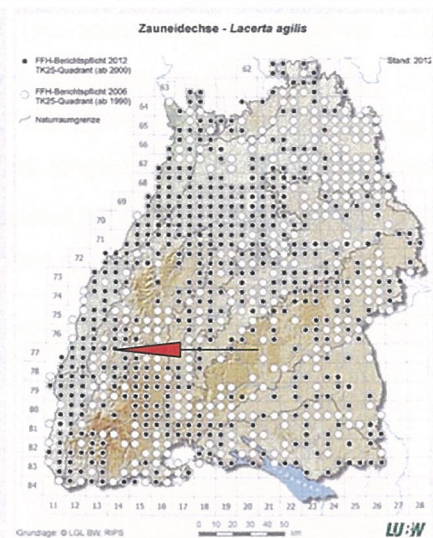 Zauneidechse - Lacerta agilis
FFH-Berichtspflicht 2012
TK25-Quadrant (ab 2000)
FFH-Berichtspflicht 2006
TK25-Quadrant (ab 1990)
Naturraumgrenze
Stand: 2012
62
64
65
66
67
68
69
70
71
72
73
74
75
76
77
78
79
80
81
82
83
84
11 12 13 14 15 16 17 18 19 20 21 22 23 24 25 26 27 28
Grundlage: © LGL BW, RIPS
0 10 20 30 40 50
km
LU:W